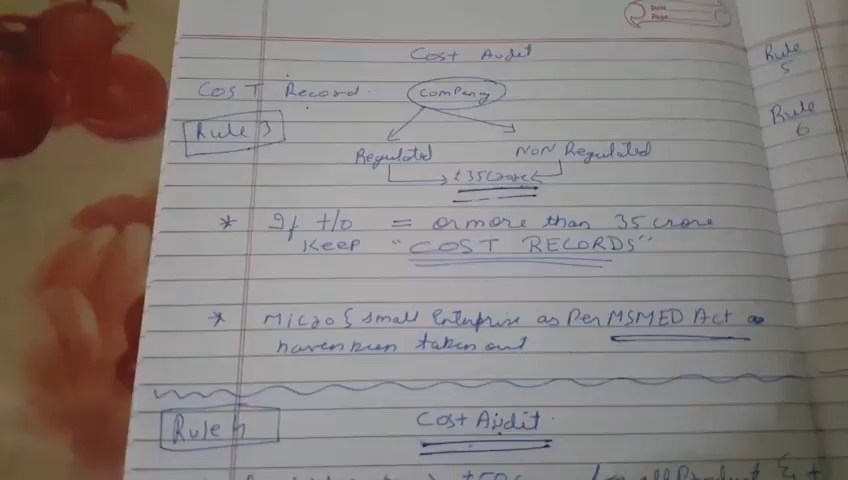 Date
Page
Cost Audit
COST Record.
Company
Rule 3
Regulated
NON Regulated
₹35 Crore
* If t/o = or more than 35 crore
Keep "COST RECORDS"
* Micro & small Enterprise as Per MSMED Act
taken out
Rule 4
Cost Audit.
Rule
5
Rule
6